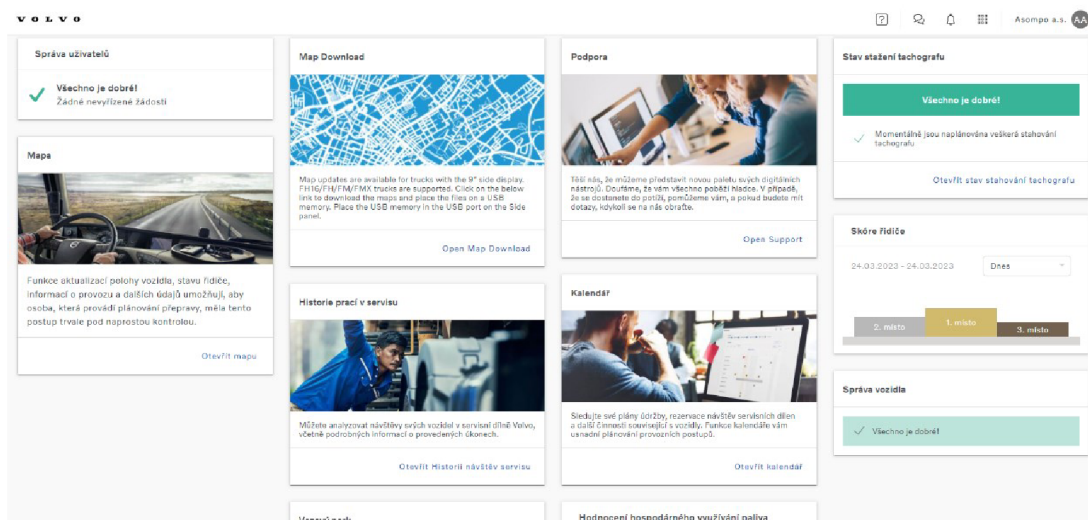 VOLVO
Asompo a.s. AA
Správa uživatelů
Všechno je dobré!
Žádné nevyřízené žádosti
Mapa
Funkce aktualizací polohy vozidla, stavu řidiče,
informací o provozu a dalších údajů umožňují, aby
osoba, která provádí plánování přepravy, měla tento
postup trvale pod naprostou kontrolou.
Otevřít mapu
Map Download
Map updates are available for trucks with the 9" side display.
FH16/FH/FM/FMX trucks are supported. Click on the below
link to download the maps and place the files on a USB
memory. Place the USB memory in the USB port on the Side
panel.
Open Map Download
Historie prací v servisu
Můžete analyzovat návštěvy svých vozidel v servisní dílně Volvo,
včetně podrobných informací o provedených úkonech.
Otevřít Historii návštěv servisu
Vozový park
Podpora
Těší nás, že můžeme představit novou paletu svých digitálních
nástrojů. Doufáme, že vám všechno poběží hladce. V případě,
že se dostanete do potíží, pomůžeme vám, a pokud budete mít
dotazy, kdykoli se na nás obraťte.
Open Support
Kalendář
Sledujte své plány údržby, rezervace návštěv servisních dílen
a další činnosti související s vozidly. Funkce kalendáře vám
usnadní plánování provozních postupů.
Otevřít kalendář
Hodnocení hospodárného využívání paliva
Stav stažení tachografu
Všechno je dobré!
Momentálně jsou naplánována veškerá stahování
tachografu
Otevřít stav stahování tachografu
Skóre řidiče
24.03.2023 - 24.03.2023
Dnes
2. místo
1. místo
3. místo
Správa vozidla
Všechno je dobré!